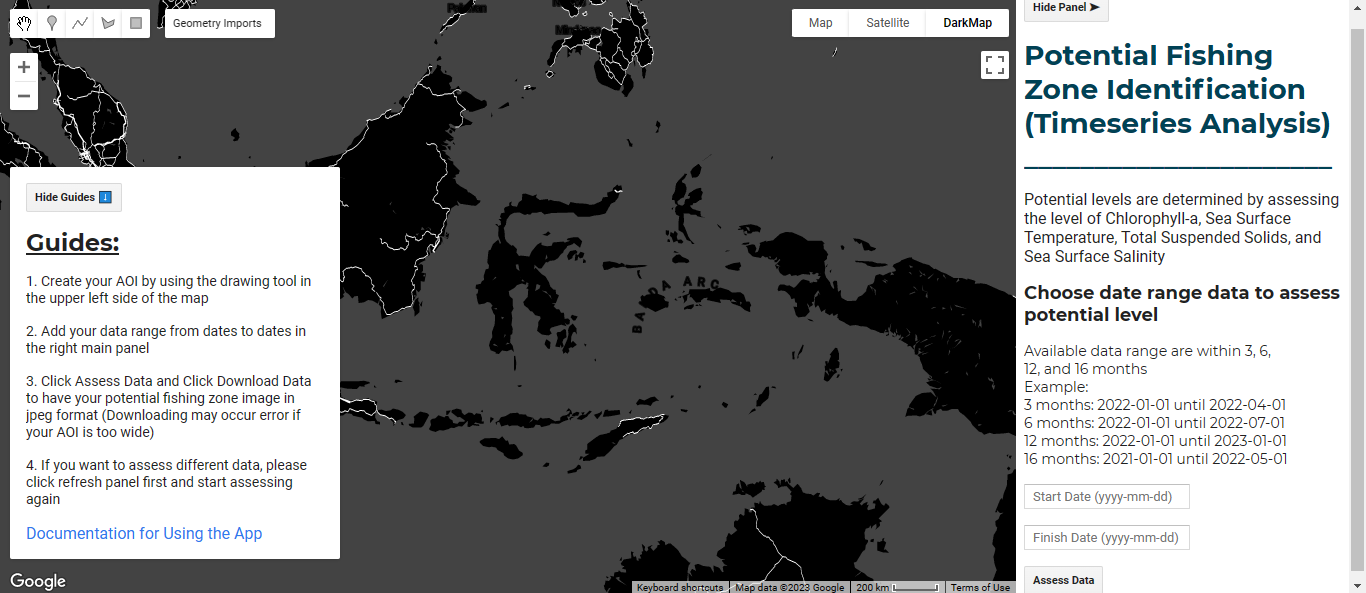 Geometry Imports
Map Satellite DarkMap
Hide Guides
Guides:
1. Create your AOI by using the drawing tool in
the upper left side of the map
2. Add your data range from dates to dates in
the right main panel
3. Click Assess Data and Click Download Data
to have your potential fishing zone image in
jpeg format (Downloading may occur error if
your AOI is too wide)
4. If you want to assess different data, please
click refresh panel first and start assessing
again
Documentation for Using the App
Google
BANDA ARC
Keyboard shortcuts Map data ©2023 Google 200 km Terms of Use
Hide Panel ➤
Potential Fishing
Zone Identification
(Timeseries Analysis)
Potential levels are determined by assessing
the level of Chlorophyll-a, Sea Surface
Temperature, Total Suspended Solids, and
Sea Surface Salinity
Choose date range data to assess
potential level
Available data range are within 3, 6,
12, and 16 months
Example:
3 months: 2022-01-01 until 2022-04-01
6 months: 2022-01-01 until 2022-07-01
12 months: 2022-01-01 until 2023-01-01
16 months: 2021-01-01 until 2022-05-01
Start Date (yyyy-mm-dd)
Finish Date (yyyy-mm-dd)
Assess Data